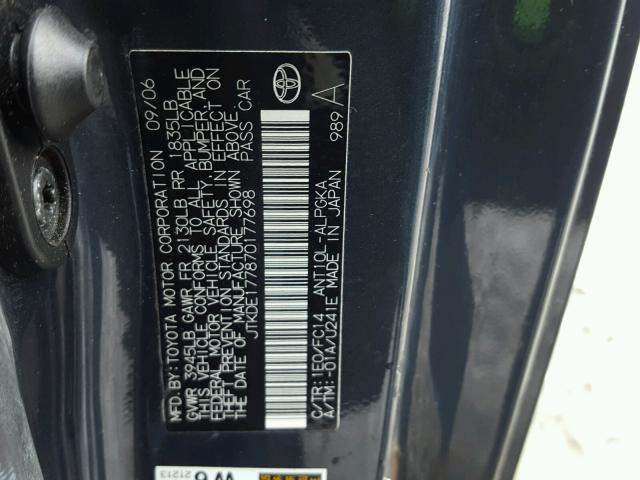 MFD.BY:TOYOTA MOTOR CORPORATION 09/06
GVWR 3945LB GAWR FR 2130LB RR 1835LB
THIS VEHICLE CONFORMS TO ALL APPLICABLE
FEDERAL MOTOR VEHICLE SAFETY, BUMPER, AND
THEFT PREVENTION STANDARDS IN EFFECT ON
THE DATE OF MANUFACTURE SHOWN ABOVE.
JTKDE177870177698 PASS CAR
C/TR:1E0/FC14 ANT10L-ALPGKA
A/TM:-01A/U241E MADE IN JAPAN 989 A
21213